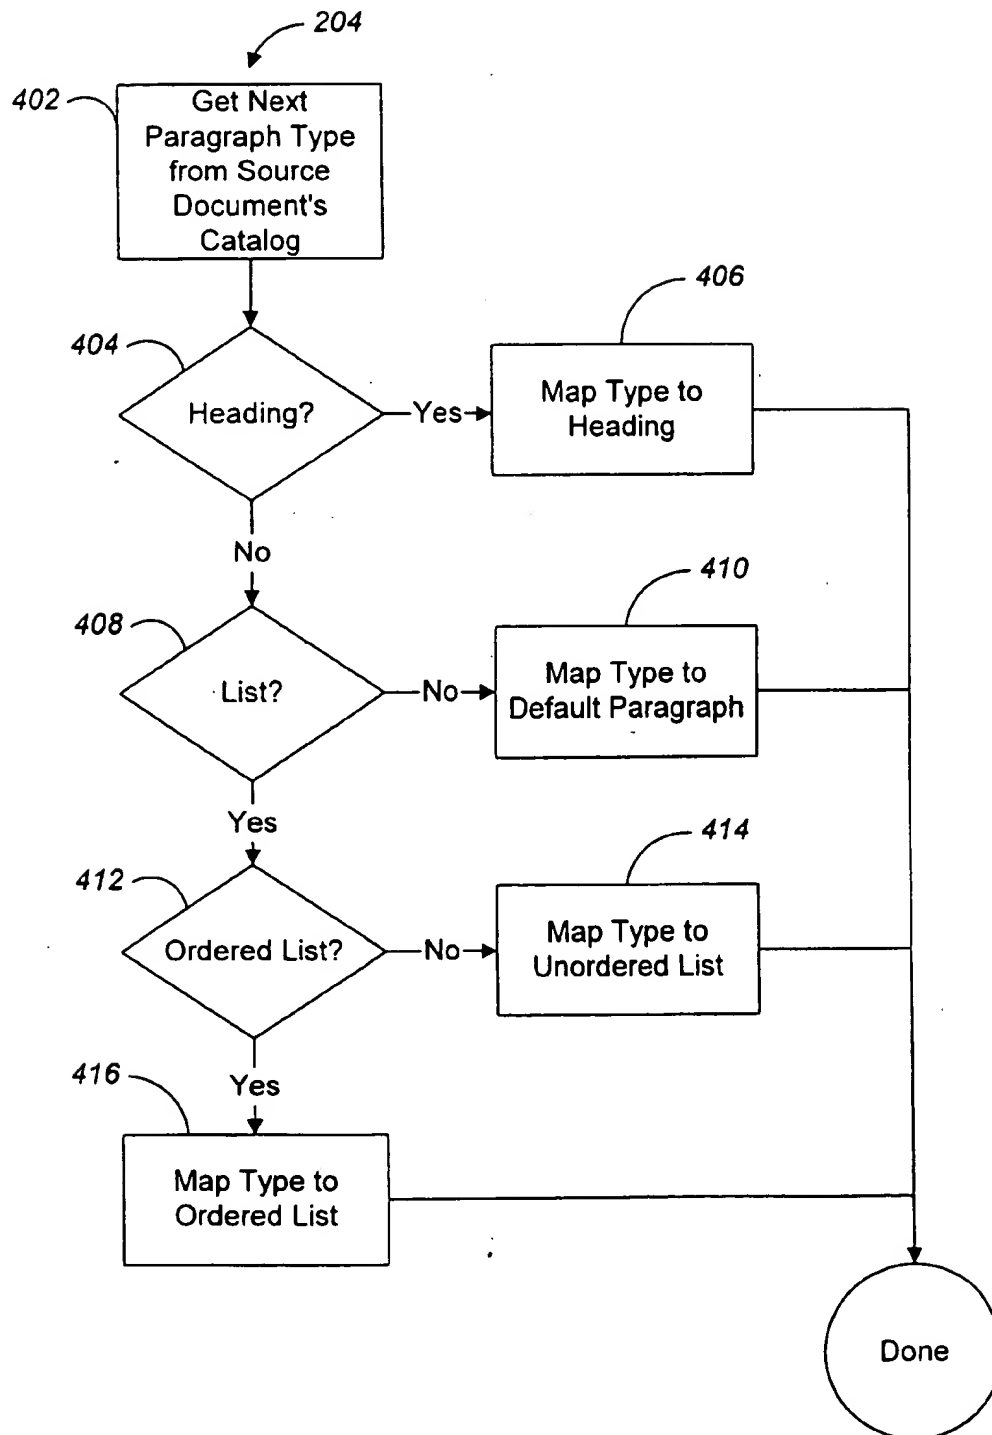 204
402
Get Next
Paragraph Type
from Source
Document's
Catalog
404
Heading?
Yes
406
Map Type to
Heading
No
408
List?
No
410
Map Type to
Default Paragraph
Yes
412
Ordered List?
No
414
Map Type to
Unordered List
Yes
416
Map Type to
Ordered List
Done